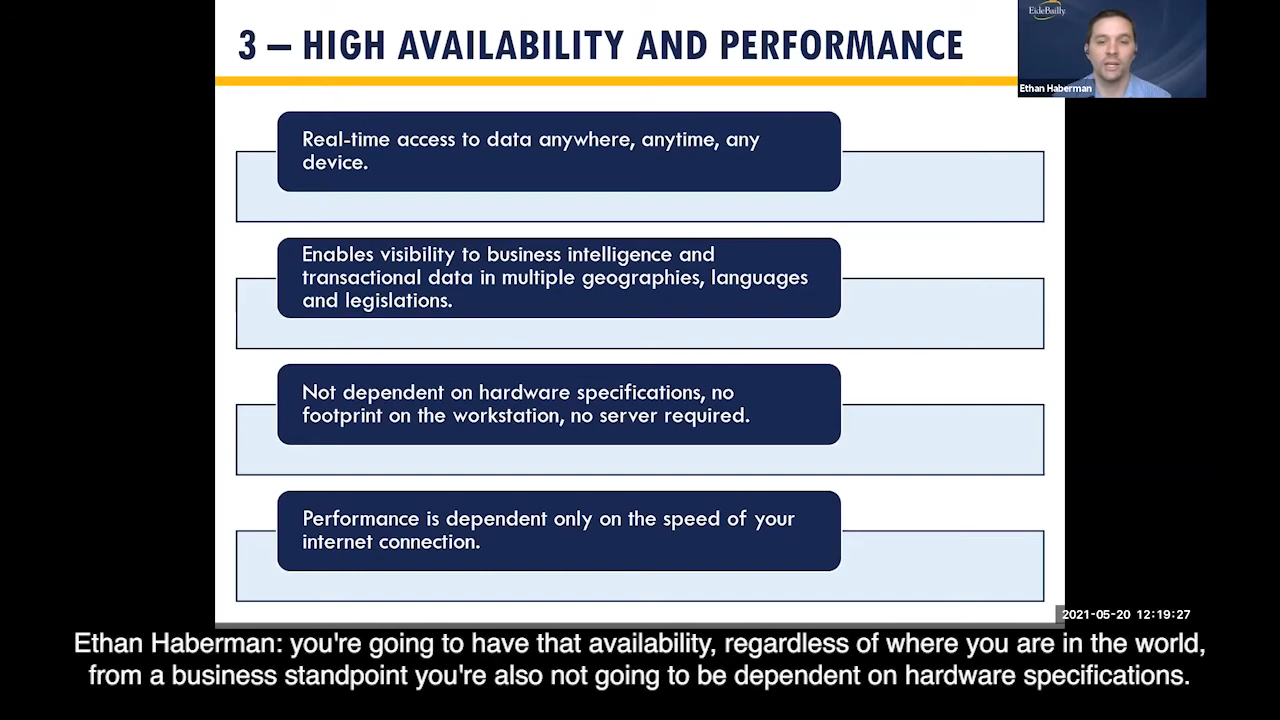 3 – HIGH AVAILABILITY AND PERFORMANCE
EideBailly
Ethan Haberman
Real-time access to data anywhere, anytime, any
device.
Enables visibility to business intelligence and
transactional data in multiple geographies, languages
and legislations.
Not dependent on hardware specifications, no
footprint on the workstation, no server required.
Performance is dependent only on the speed of your
internet connection.
2021-05-20 12:19:27
Ethan Haberman: you're going to have that availability, regardless of where you are in the world,
from a business standpoint you're also not going to be dependent on hardware specifications.